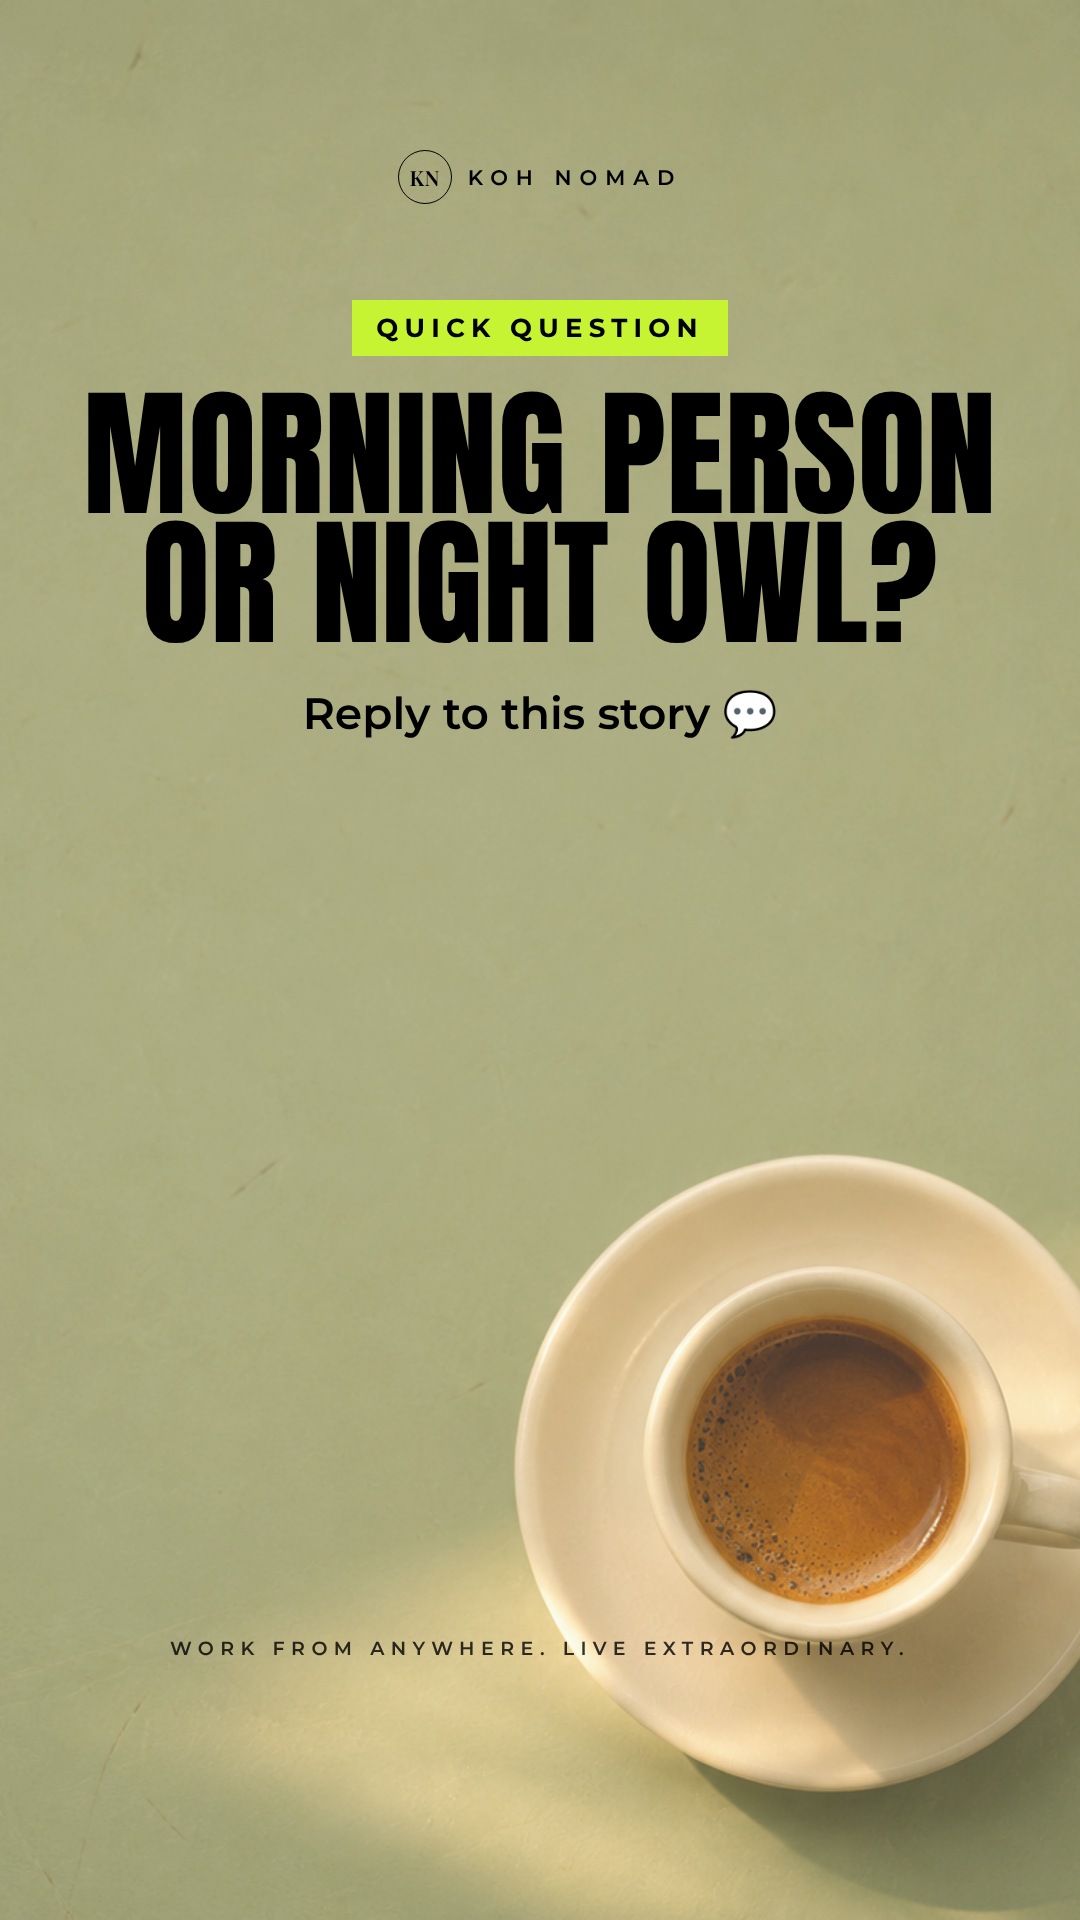 KN KOH NOMAD
QUICK QUESTION
MORNING PERSON
OR NIGHT OWL?
Reply to this story 💬
WORK FROM ANYWHERE. LIVE EXTRAORDINARY.